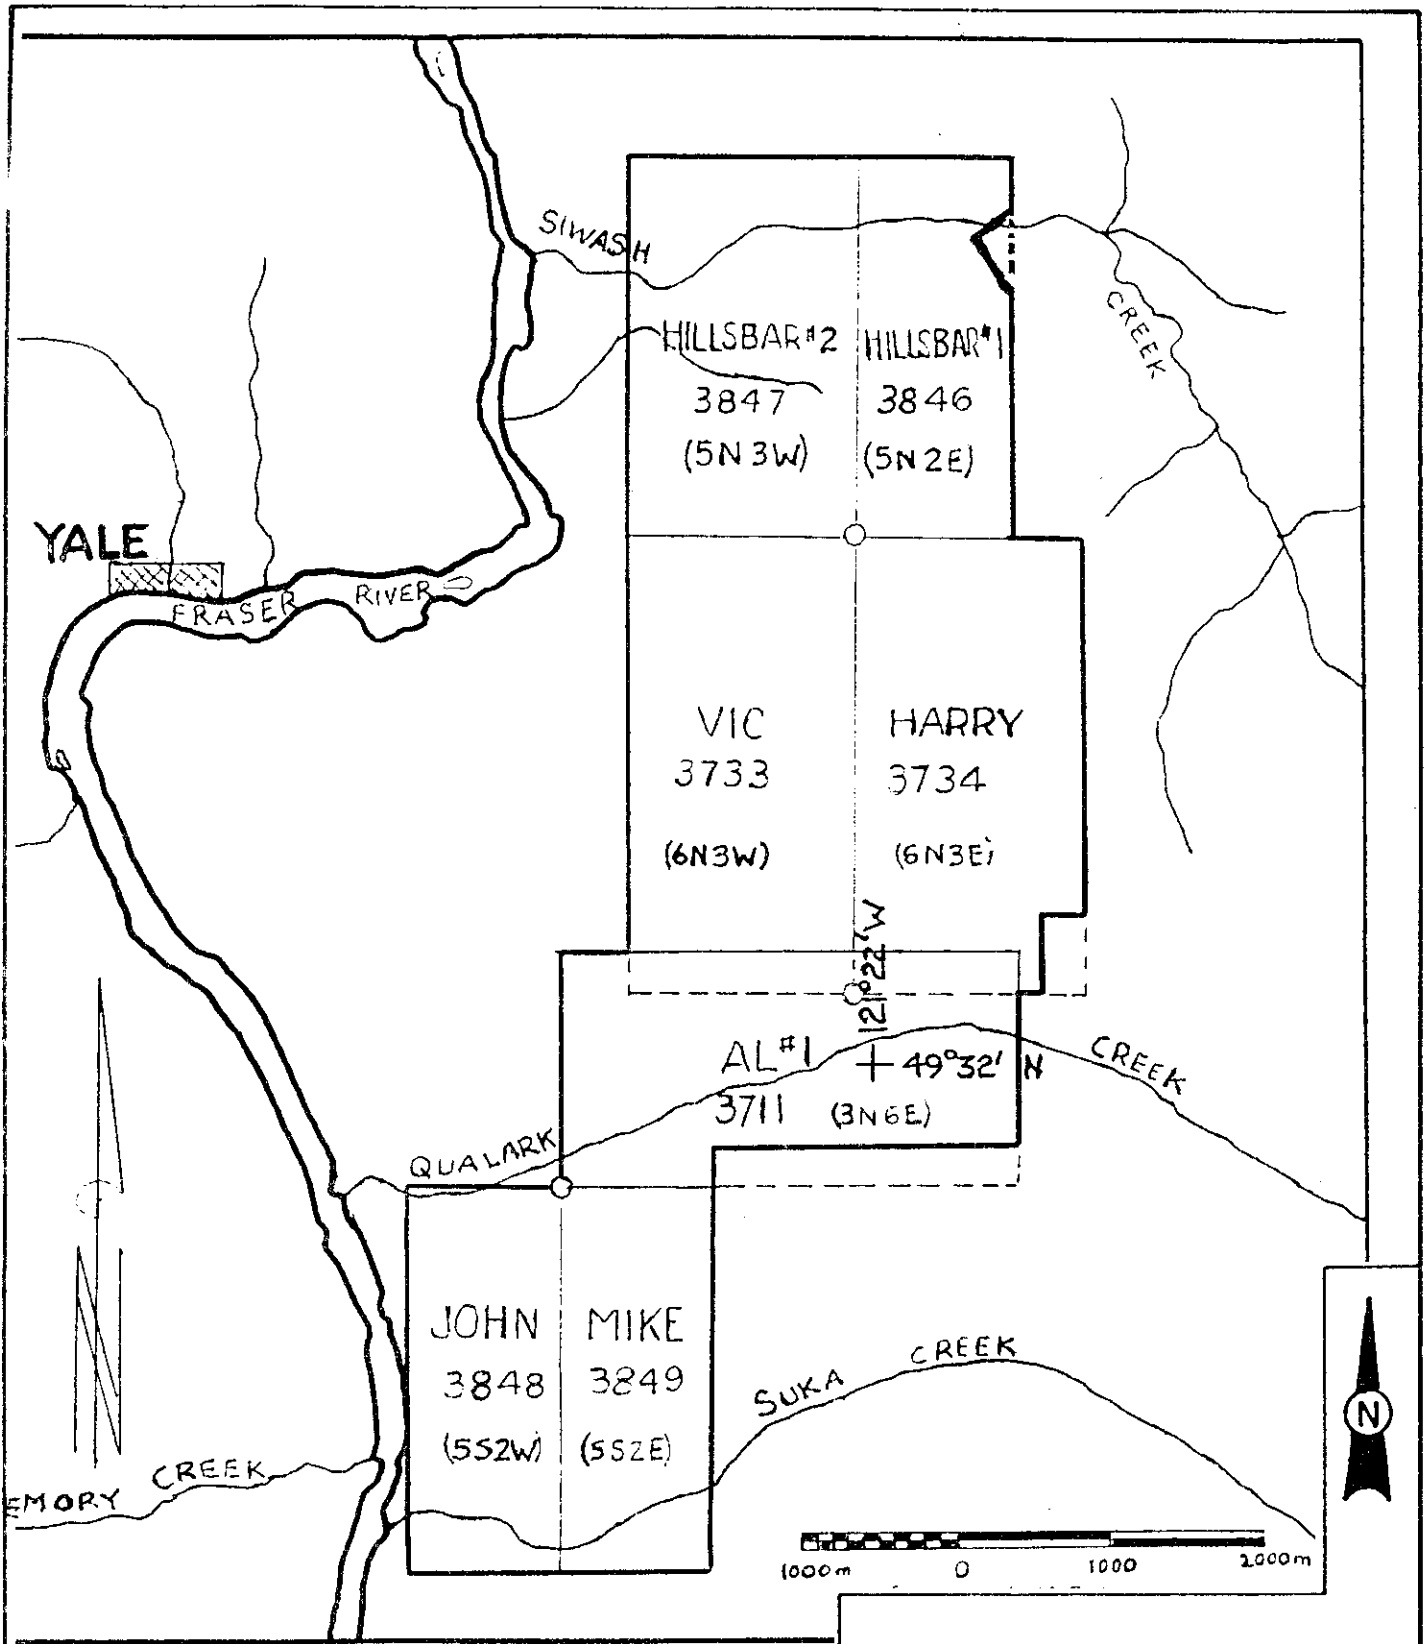 SIWASH
CREEK
HILLSBAR #2
3847
(5N3W)
HILLSBAR #1
3846
(5N2E)
YALE
FRASER RIVER
VIC
3733
(6N3W)
HARRY
3734
(6N3E)
121°22'W
AL #1
3711 (3N6E)
49°32' N
QUALARK
CREEK
JOHN
3848
(5S2W)
MIKE
3849
(5S2E)
SUKA CREEK
EMORY CREEK
N
N
1000m 0 1000 2000m